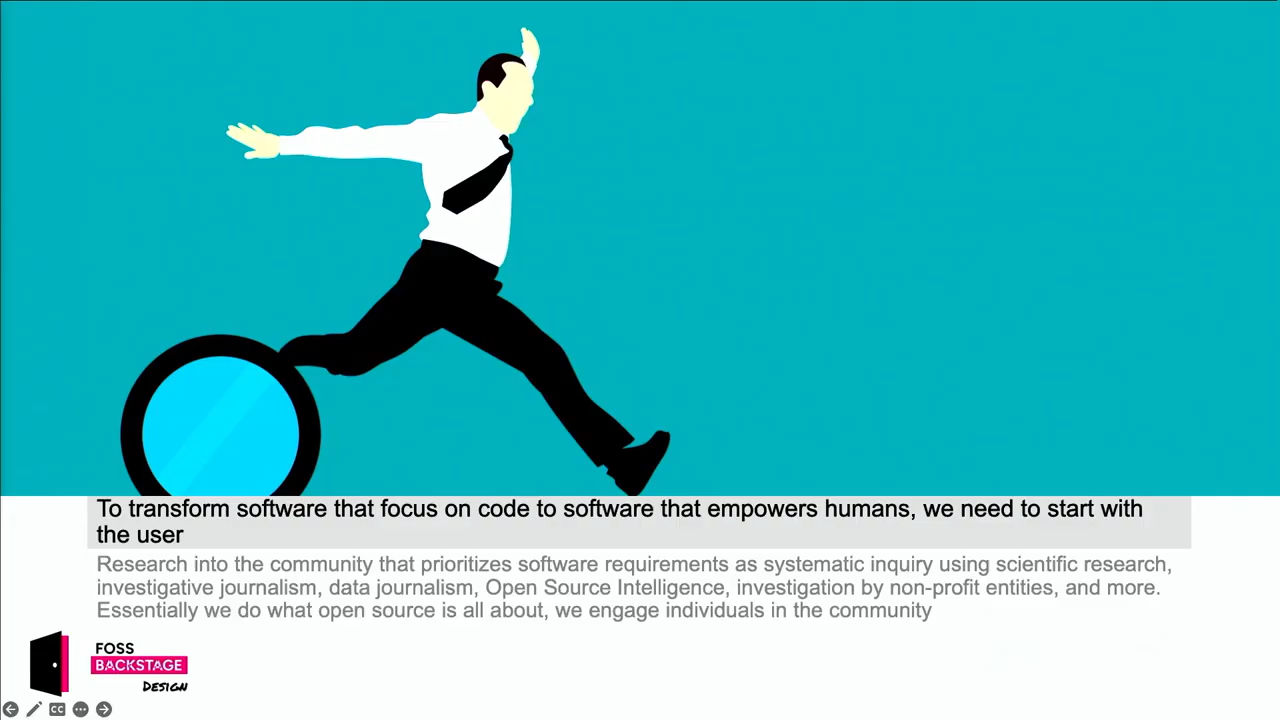 To transform software that focus on code to software that empowers humans, we need to start with
the user
Research into the community that prioritizes software requirements as systematic inquiry using scientific research,
investigative journalism, data journalism, Open Source Intelligence, investigation by non-profit entities, and more.
Essentially we do what open source is all about, we engage individuals in the community
FOSS
BACKSTAGE
DESIGN
CC